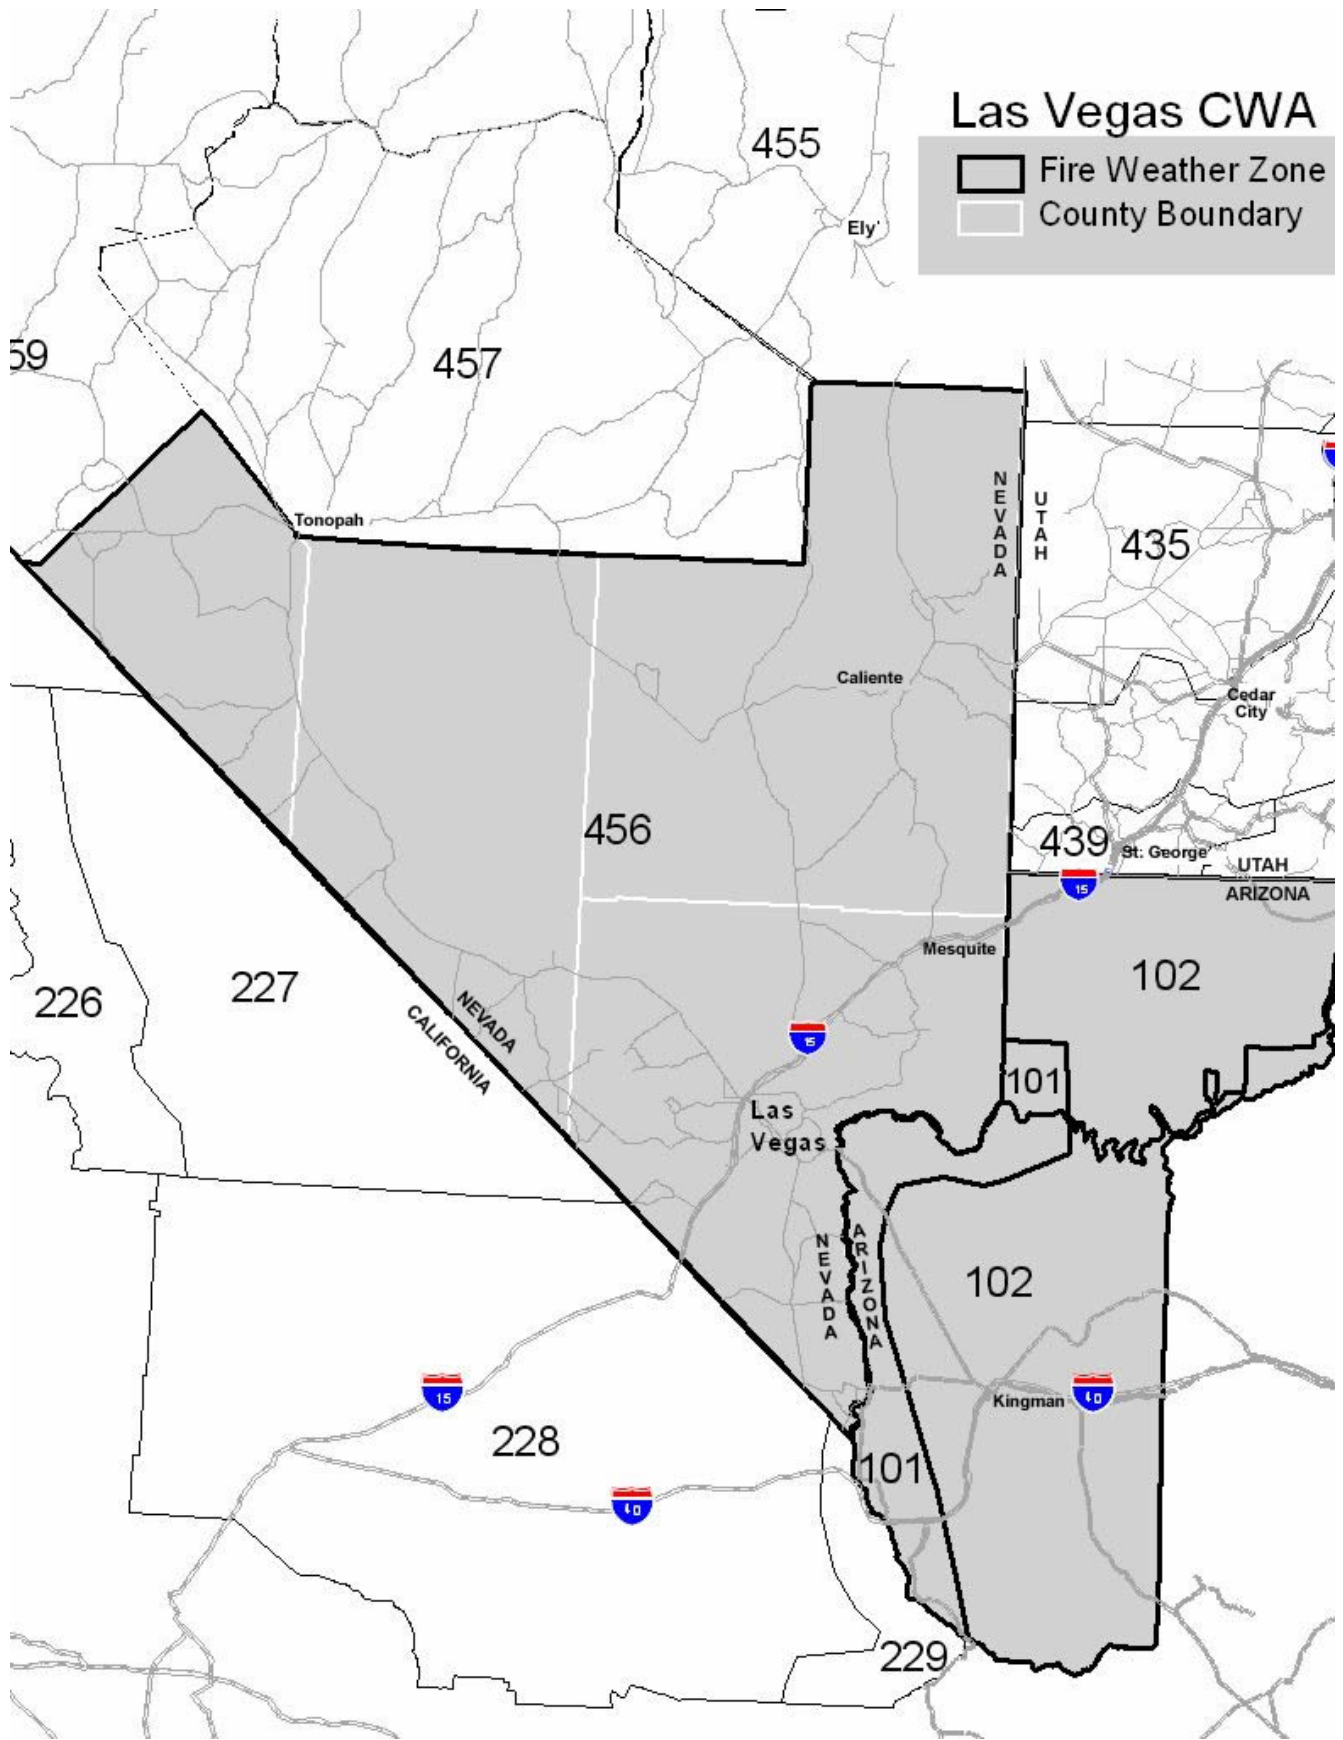 Las Vegas CWA
Fire Weather Zone
County Boundary
455
Ely
59
457
Tonopah
NEVADA
UTAH
435
Caliente
Cedar
City
456
439
St. George
UTAH
ARIZONA
15
Mesquite
102
226
227
NEVADA
CALIFORNIA
15
101
Las
Vegas
NEVADA
ARIZONA
102
15
Kingman
40
228
101
40
229